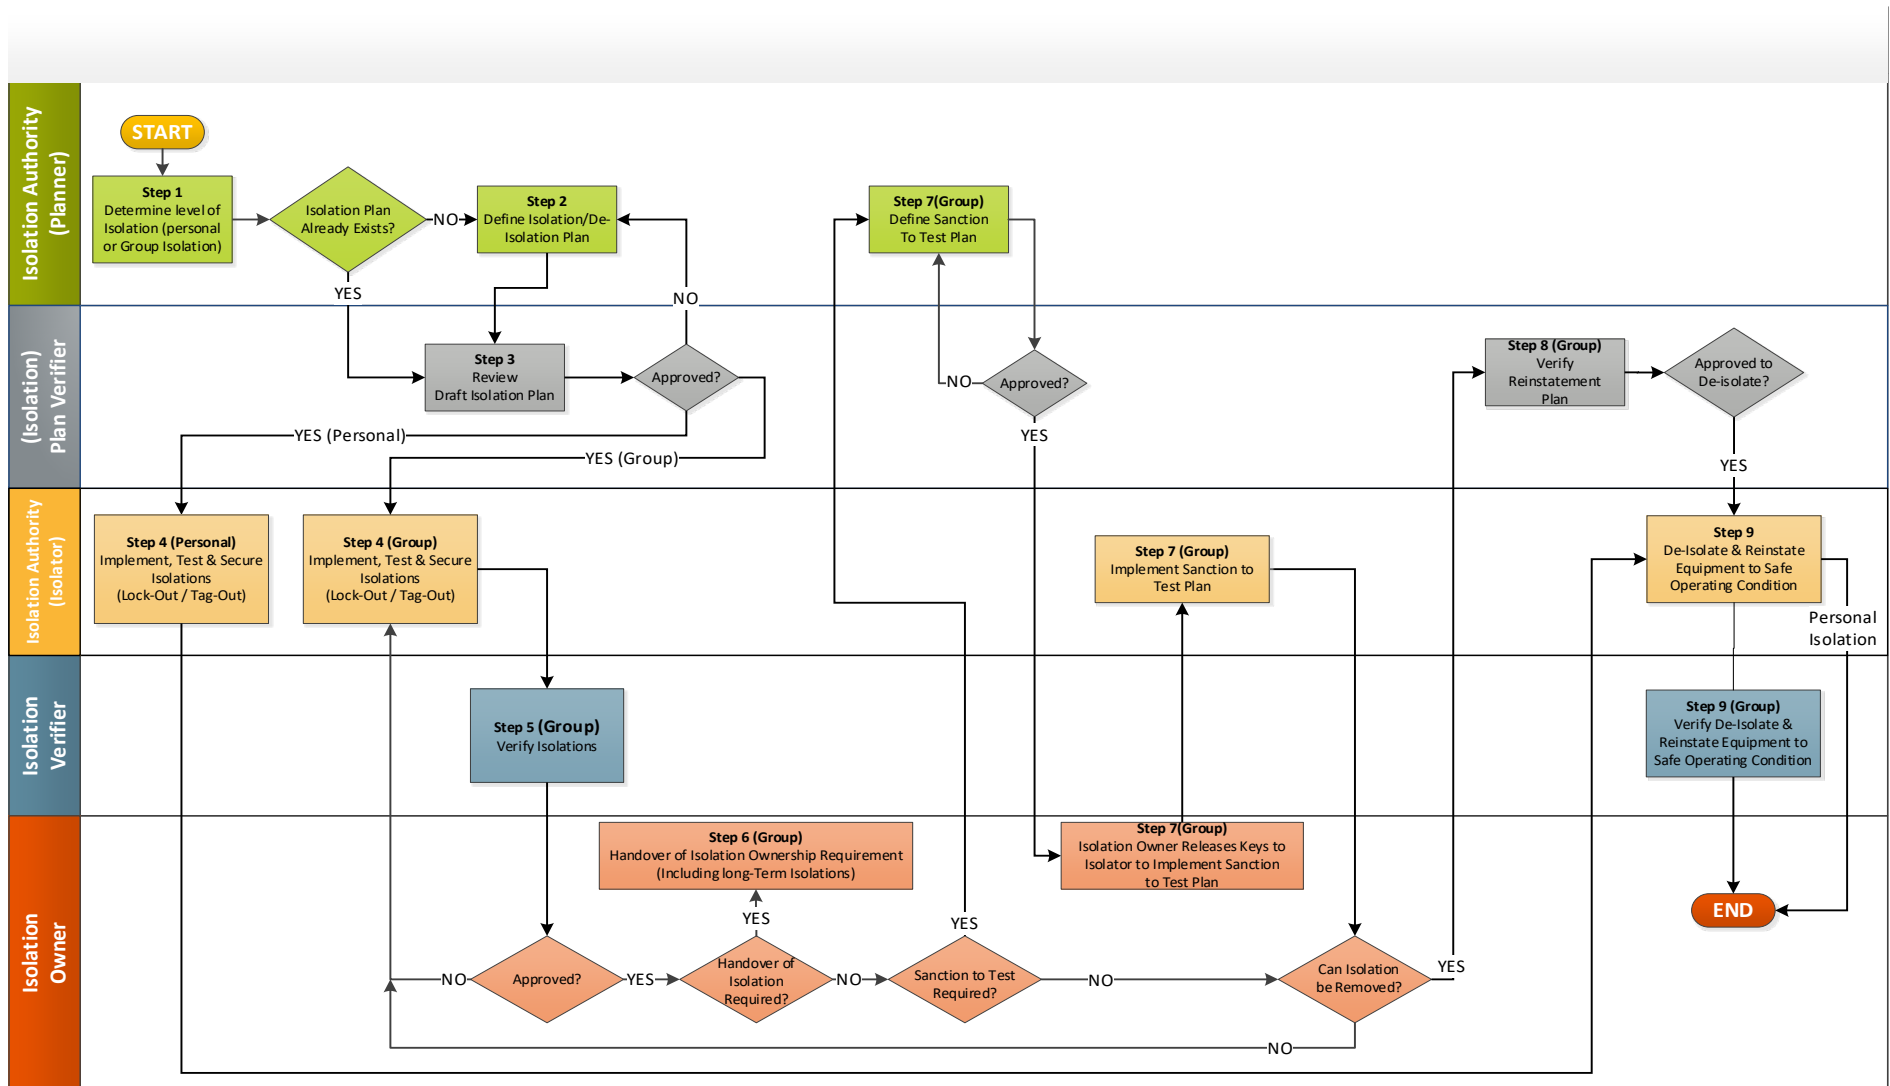 Isolation Authority
(Planner)
START
Step 1
Determine level of
Isolation (personal
or Group Isolation)
Isolation Plan
Already Exists?
NO
YES
Step 2
Define Isolation/De-
Isolation Plan
NO
Step 7(Group)
Define Sanction
To Test Plan
(Isolation)
Plan Verifier
Step 3
Review
Draft Isolation Plan
Approved?
YES (Personal)
YES (Group)
NO
Approved?
YES
Step 8 (Group)
Verify
Reinstatement
Plan
Approved to
De-isolate?
YES
Isolation Authority
(Isolator)
Step 4 (Personal)
Implement, Test & Secure
Isolations
(Lock-Out / Tag-Out)
Step 4 (Group)
Implement, Test & Secure
Isolations
(Lock-Out / Tag-Out)
Step 7 (Group)
Implement Sanction to
Test Plan
Step 9
De-Isolate & Reinstate
Equipment to Safe
Operating Condition
Personal
Isolation
Isolation
Verifier
Step 5 (Group)
Verify Isolations
Step 9 (Group)
Verify De-Isolate &
Reinstate Equipment to
Safe Operating Condition
Isolation
Owner
Step 6 (Group)
Handover of Isolation Ownership Requirement
(Including long-Term Isolations)
Step 7(Group)
Isolation Owner Releases Keys to
Isolator to Implement Sanction
to Test Plan
END
YES
YES
NO
Approved?
YES
Handover of
Isolation
Required?
NO
Sanction to Test
Required?
NO
Can Isolation
be Removed?
YES
NO